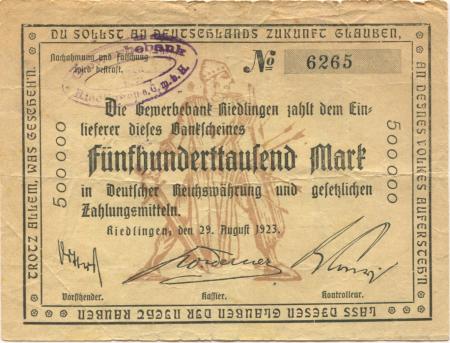 DU SOLLST AN DEUTSCHLANDS ZUKUNFT GLAUBEN,
Nachahmung und Fälschung
wird bestraft.
No 6265
Die Gewerbebank Riedlingen zahlt dem Ein-
lieferer dieses Bankscheines
Fünfhunderttausend Mark
in Deutscher Reichswährung und gesetzlichen
Zahlungsmitteln.
Riedlingen, den 29. August 1923.
Vorsitzender. Kassier. Kontrolleur.
500000
500000
AN DEINES VOLKES AUFERSTEH'N.
LASS DIESEN GLAUBEN DIR NICHT RAUBEN
TROTZ ALLEM, WAS GESCHEH'N.